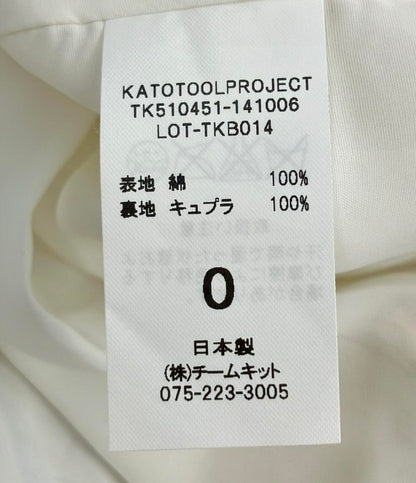 KATOTOOLPROJECT
TK510451-141006
LOT-TKB014
表地 綿 100%
裏地 キュプラ 100%
0
日本製
(株)チームキット
075-223-3005